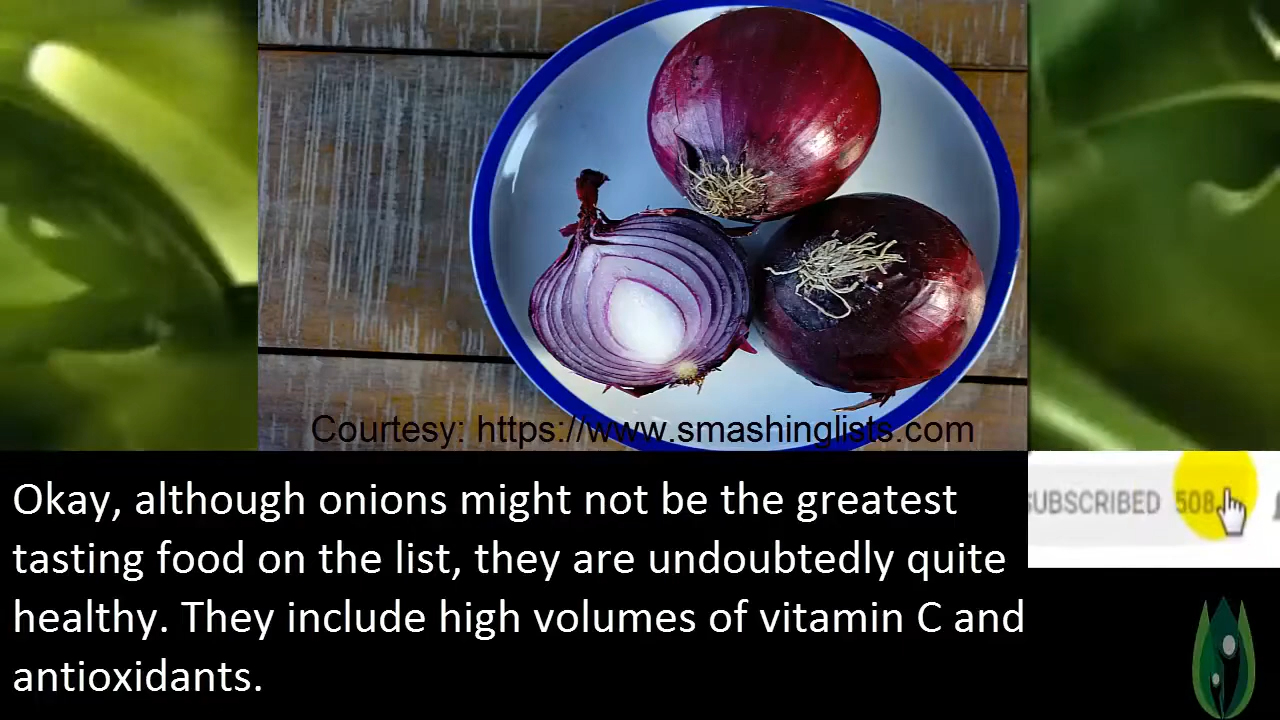 Courtesy: https://www.smashinglists.com
Okay, although onions might not be the greatest
tasting food on the list, they are undoubtedly quite
healthy. They include high volumes of vitamin C and
antioxidants.
SUBSCRIBED 508